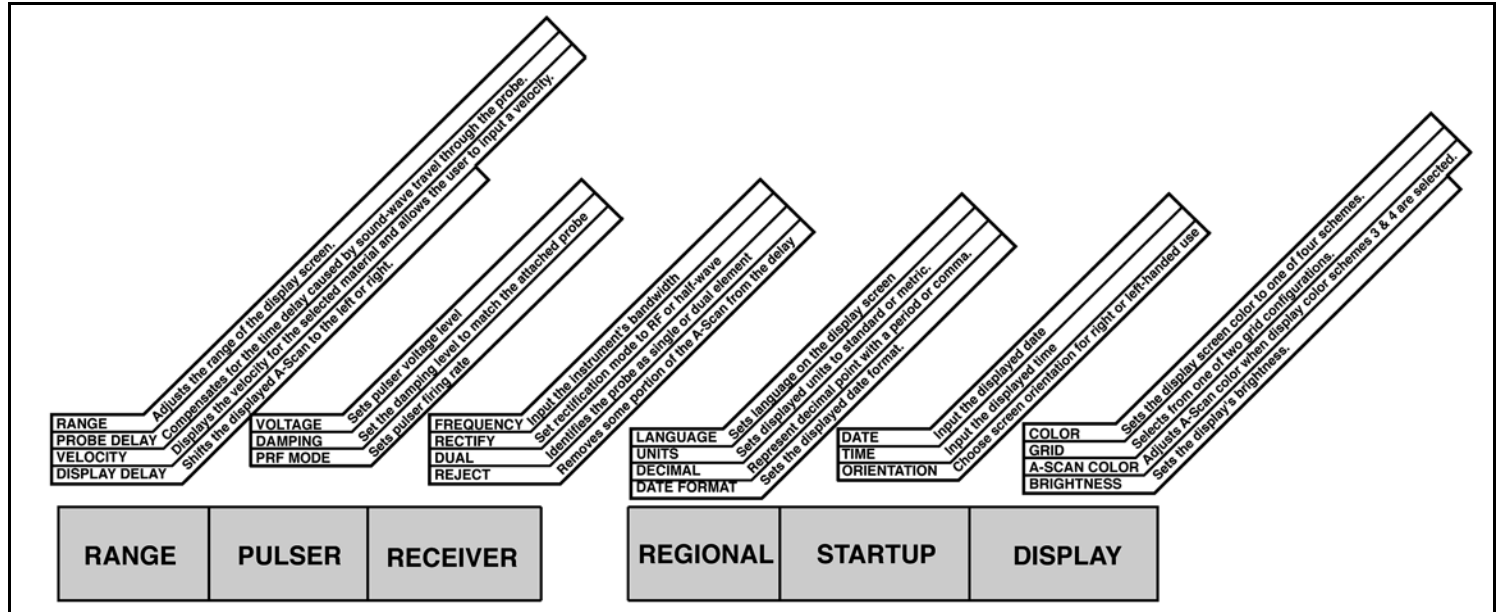 RANGE Adjusts the range of the display screen.
PROBE DELAY Compensates for the time delay caused by sound-wave travel through the probe.
VELOCITY Displays the velocity for the selected material and allows the user to input a velocity.
DISPLAY DELAY Shifts the displayed A-Scan to the left or right.
VOLTAGE Sets pulser voltage level
DAMPING Set the damping level to match the attached probe
PRF MODE Sets pulser firing rate
FREQUENCY Input the instrument's bandwidth
RECTIFY Set rectification mode to RF or half-wave
DUAL Identifies the probe as single or dual element
REJECT Removes some portion of the A-Scan from the delay
LANGUAGE Sets language on the display screen
UNITS Sets displayed units to standard or metric.
DECIMAL Represent decimal point with a period or comma.
DATE FORMAT Sets the displayed date format.
DATE Input the displayed date
TIME Input the displayed time
ORIENTATION Choose screen orientation for right or left-handed use
COLOR Sets the display screen color to one of four schemes.
GRID Selects from one of two grid configurations.
A-SCAN COLOR Adjusts A-Scan color when display color schemes 3 & 4 are selected.
BRIGHTNESS Sets the display's brightness.
RANGE PULSER RECEIVER REGIONAL STARTUP DISPLAY